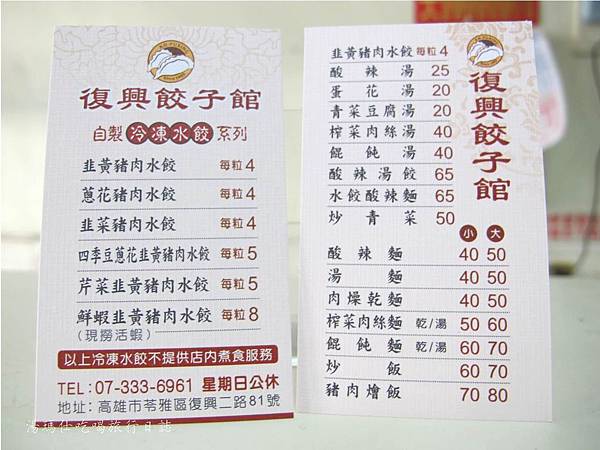 復興餃子館
自製冷凍水餃系列
韭黃豬肉水餃 每粒4
蔥花豬肉水餃 每粒4
韭菜豬肉水餃 每粒4
四季豆蔥花韭黃豬肉水餃 每粒5
芹菜韭黃豬肉水餃 每粒5
鮮蝦韭黃豬肉水餃 每粒8
(現撈活蝦)
以上冷凍水餃不提供店內煮食服務
TEL:07-333-6961 星期日公休
地址:高雄市苓雅區復興二路81號
復興餃子館
韭黃豬肉水餃 每粒4
酸辣湯 25
蛋花湯 20
青菜豆腐湯 20
榨菜肉絲湯 40
餛飩湯 40
酸辣湯餃 65
水餃酸辣麵 65
炒青菜 50
小 大
酸辣麵 40 50
湯麵 40 50
肉燥乾麵 40 50
榨菜肉絲麵 乾/湯 50 60
餛飩麵 乾/湯 60 70
炒飯 60 70
豬肉燴飯 70 80
湯瑪仕吃喝旅行日誌